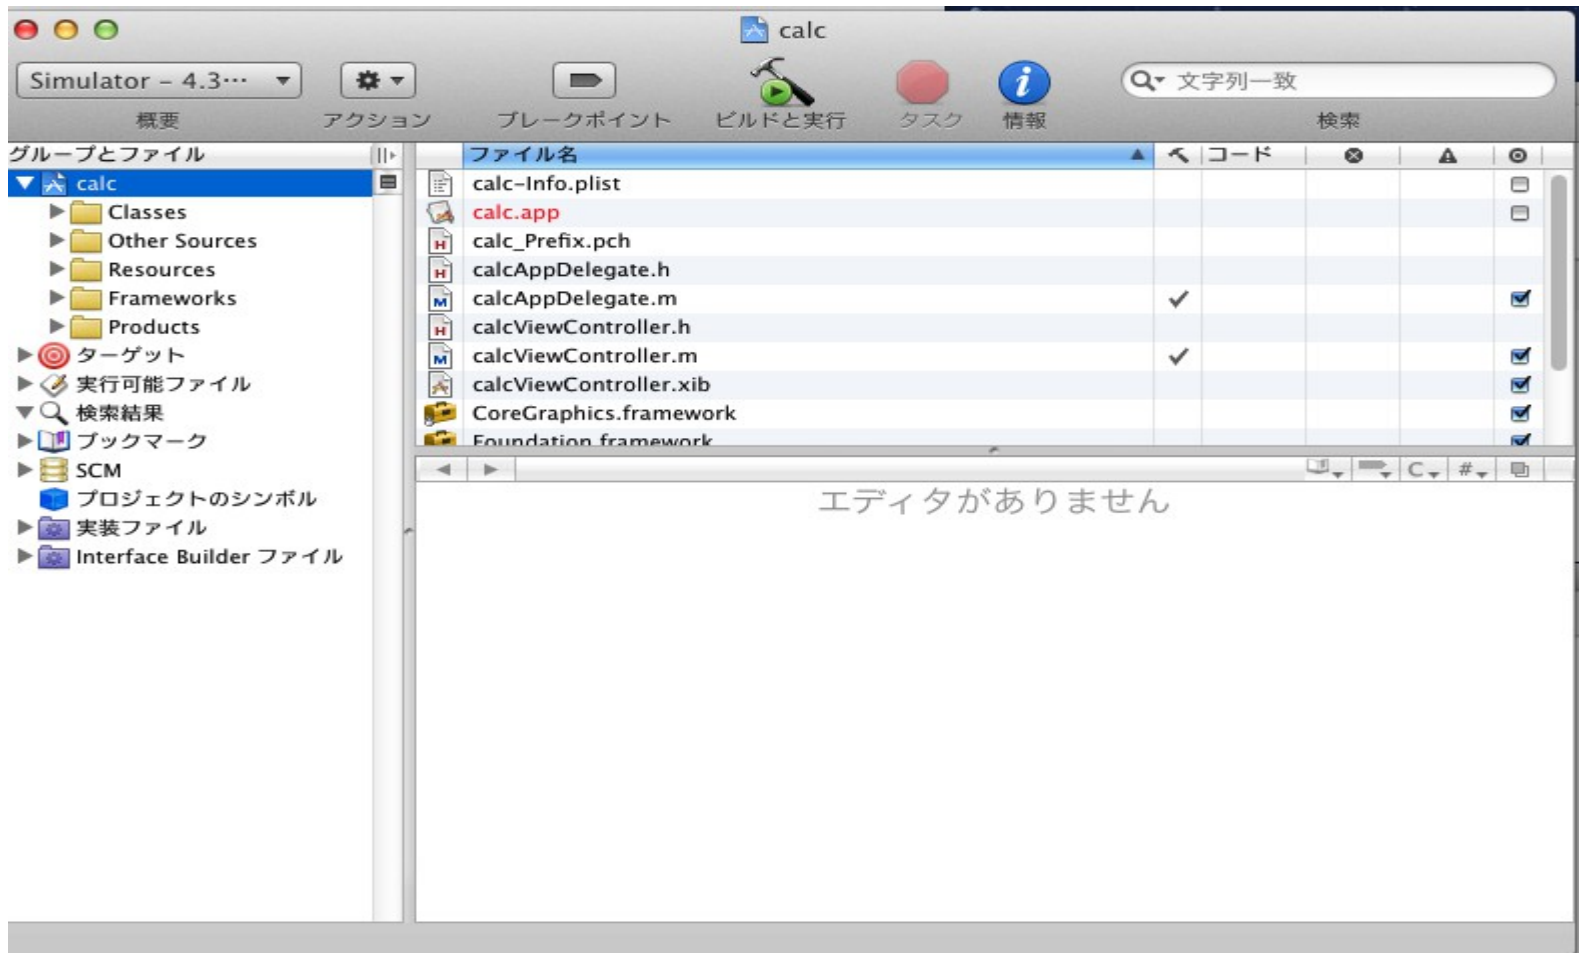 calc
Simulator – 4.3…
文字列一致
概要
アクション
ブレークポイント
ビルドと実行
タスク
情報
検索
グループとファイル
calc
Classes
Other Sources
Resources
Frameworks
Products
ターゲット
実行可能ファイル
検索結果
ブックマーク
SCM
プロジェクトのシンボル
実装ファイル
Interface Builder ファイル
ファイル名
コード
calc-Info.plist
calc.app
calc_Prefix.pch
calcAppDelegate.h
calcAppDelegate.m
calcViewController.h
calcViewController.m
calcViewController.xib
CoreGraphics.framework
Foundation.framework
C
#
エディタがありません